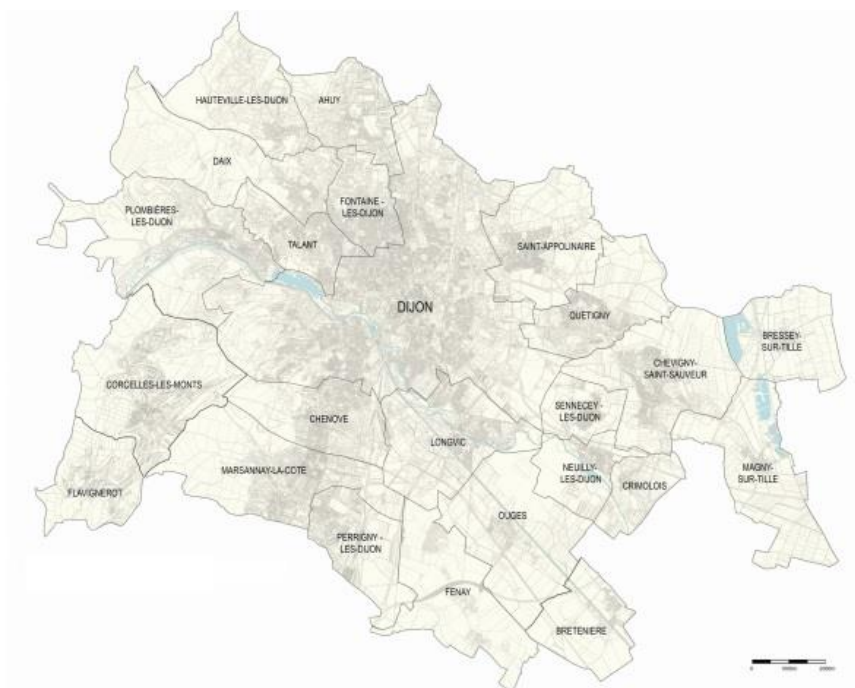 HAUTEVILLE-LES-DIJON
AHUY
DAIX
FONTAINE -
LES-DIJON
PLOMBIÈRES-
LES-DIJON
TALANT
SAINT-APPOLINAIRE
DIJON
QUETIGNY
BRESSEY-
SUR-TILLE
CHEVIGNY-
SAINT-SAUVEUR
CORCELLES-LES-MONTS
CHENOVE
SENNECEY -
LES-DIJON
LONGVIC
MARSANNAY-LA-COTE
NEUILLY-
LES-DIJON
MAGNY-
SUR-TILLE
FLAVIGNEROT
CRIMOLOIS
OUGES
PERRIGNY -
LES-DIJON
FENAY
BRETENIERE